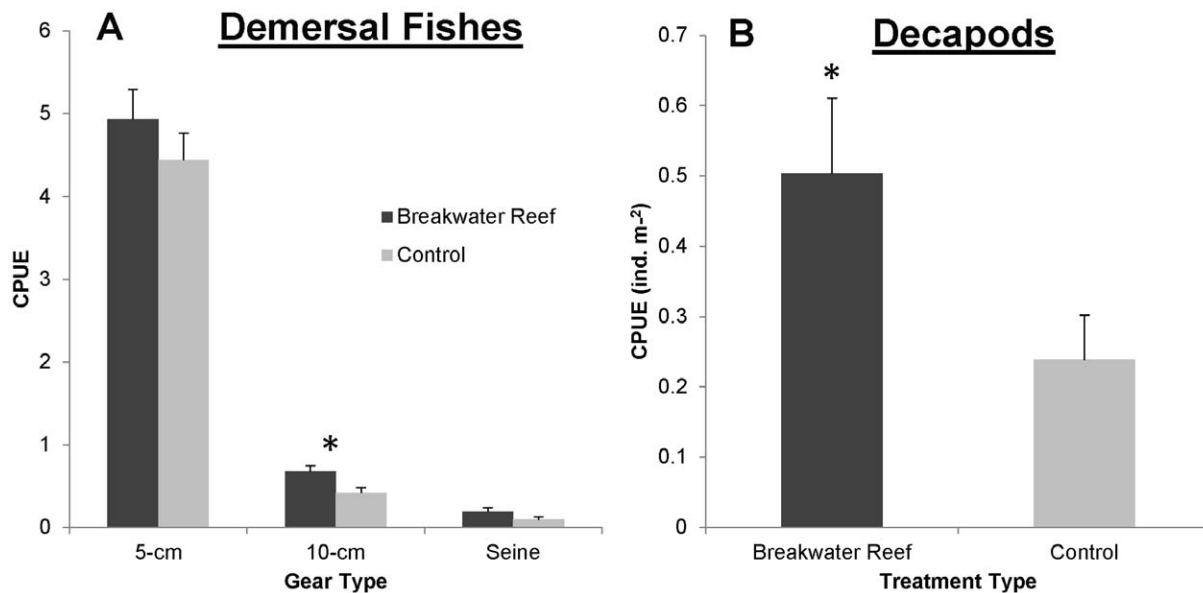 A
Demersal Fishes
6
5
4
3
2
1
0
CPUE
*
Breakwater Reef
Control
5-cm
10-cm
Seine
Gear Type
B
Decapods
0.7
0.6
0.5
0.4
0.3
0.2
0.1
0
CPUE (ind. m-²)
*
Breakwater Reef
Control
Treatment Type